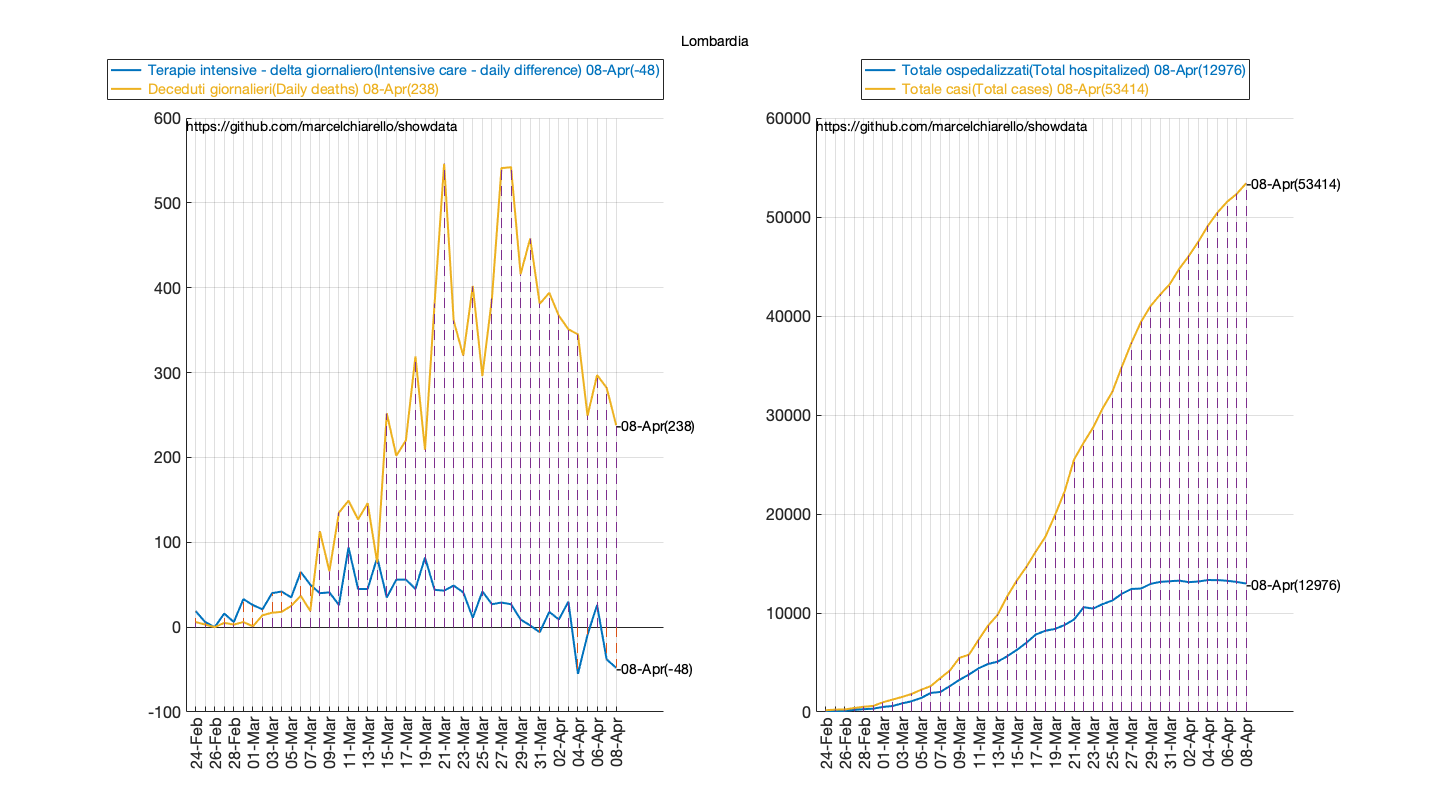 Lombardia
Terapie intensive - delta giornaliero(Intensive care - daily difference) 08-Apr(-48)
Deceduti giornalieri(Daily deaths) 08-Apr(238)
https://github.com/marcelchiarello/showdata
600
500
400
300
200
100
0
-100
08-Apr(238)
08-Apr(-48)
24-Feb
26-Feb
28-Feb
01-Mar
03-Mar
05-Mar
07-Mar
09-Mar
11-Mar
13-Mar
15-Mar
17-Mar
19-Mar
21-Mar
23-Mar
25-Mar
27-Mar
29-Mar
31-Mar
02-Apr
04-Apr
06-Apr
08-Apr
Totale ospedalizzati(Total hospitalized) 08-Apr(12976)
Totale casi(Total cases) 08-Apr(53414)
https://github.com/marcelchiarello/showdata
60000
50000
40000
30000
20000
10000
0
08-Apr(53414)
08-Apr(12976)
24-Feb
26-Feb
28-Feb
01-Mar
03-Mar
05-Mar
07-Mar
09-Mar
11-Mar
13-Mar
15-Mar
17-Mar
19-Mar
21-Mar
23-Mar
25-Mar
27-Mar
29-Mar
31-Mar
02-Apr
04-Apr
06-Apr
08-Apr